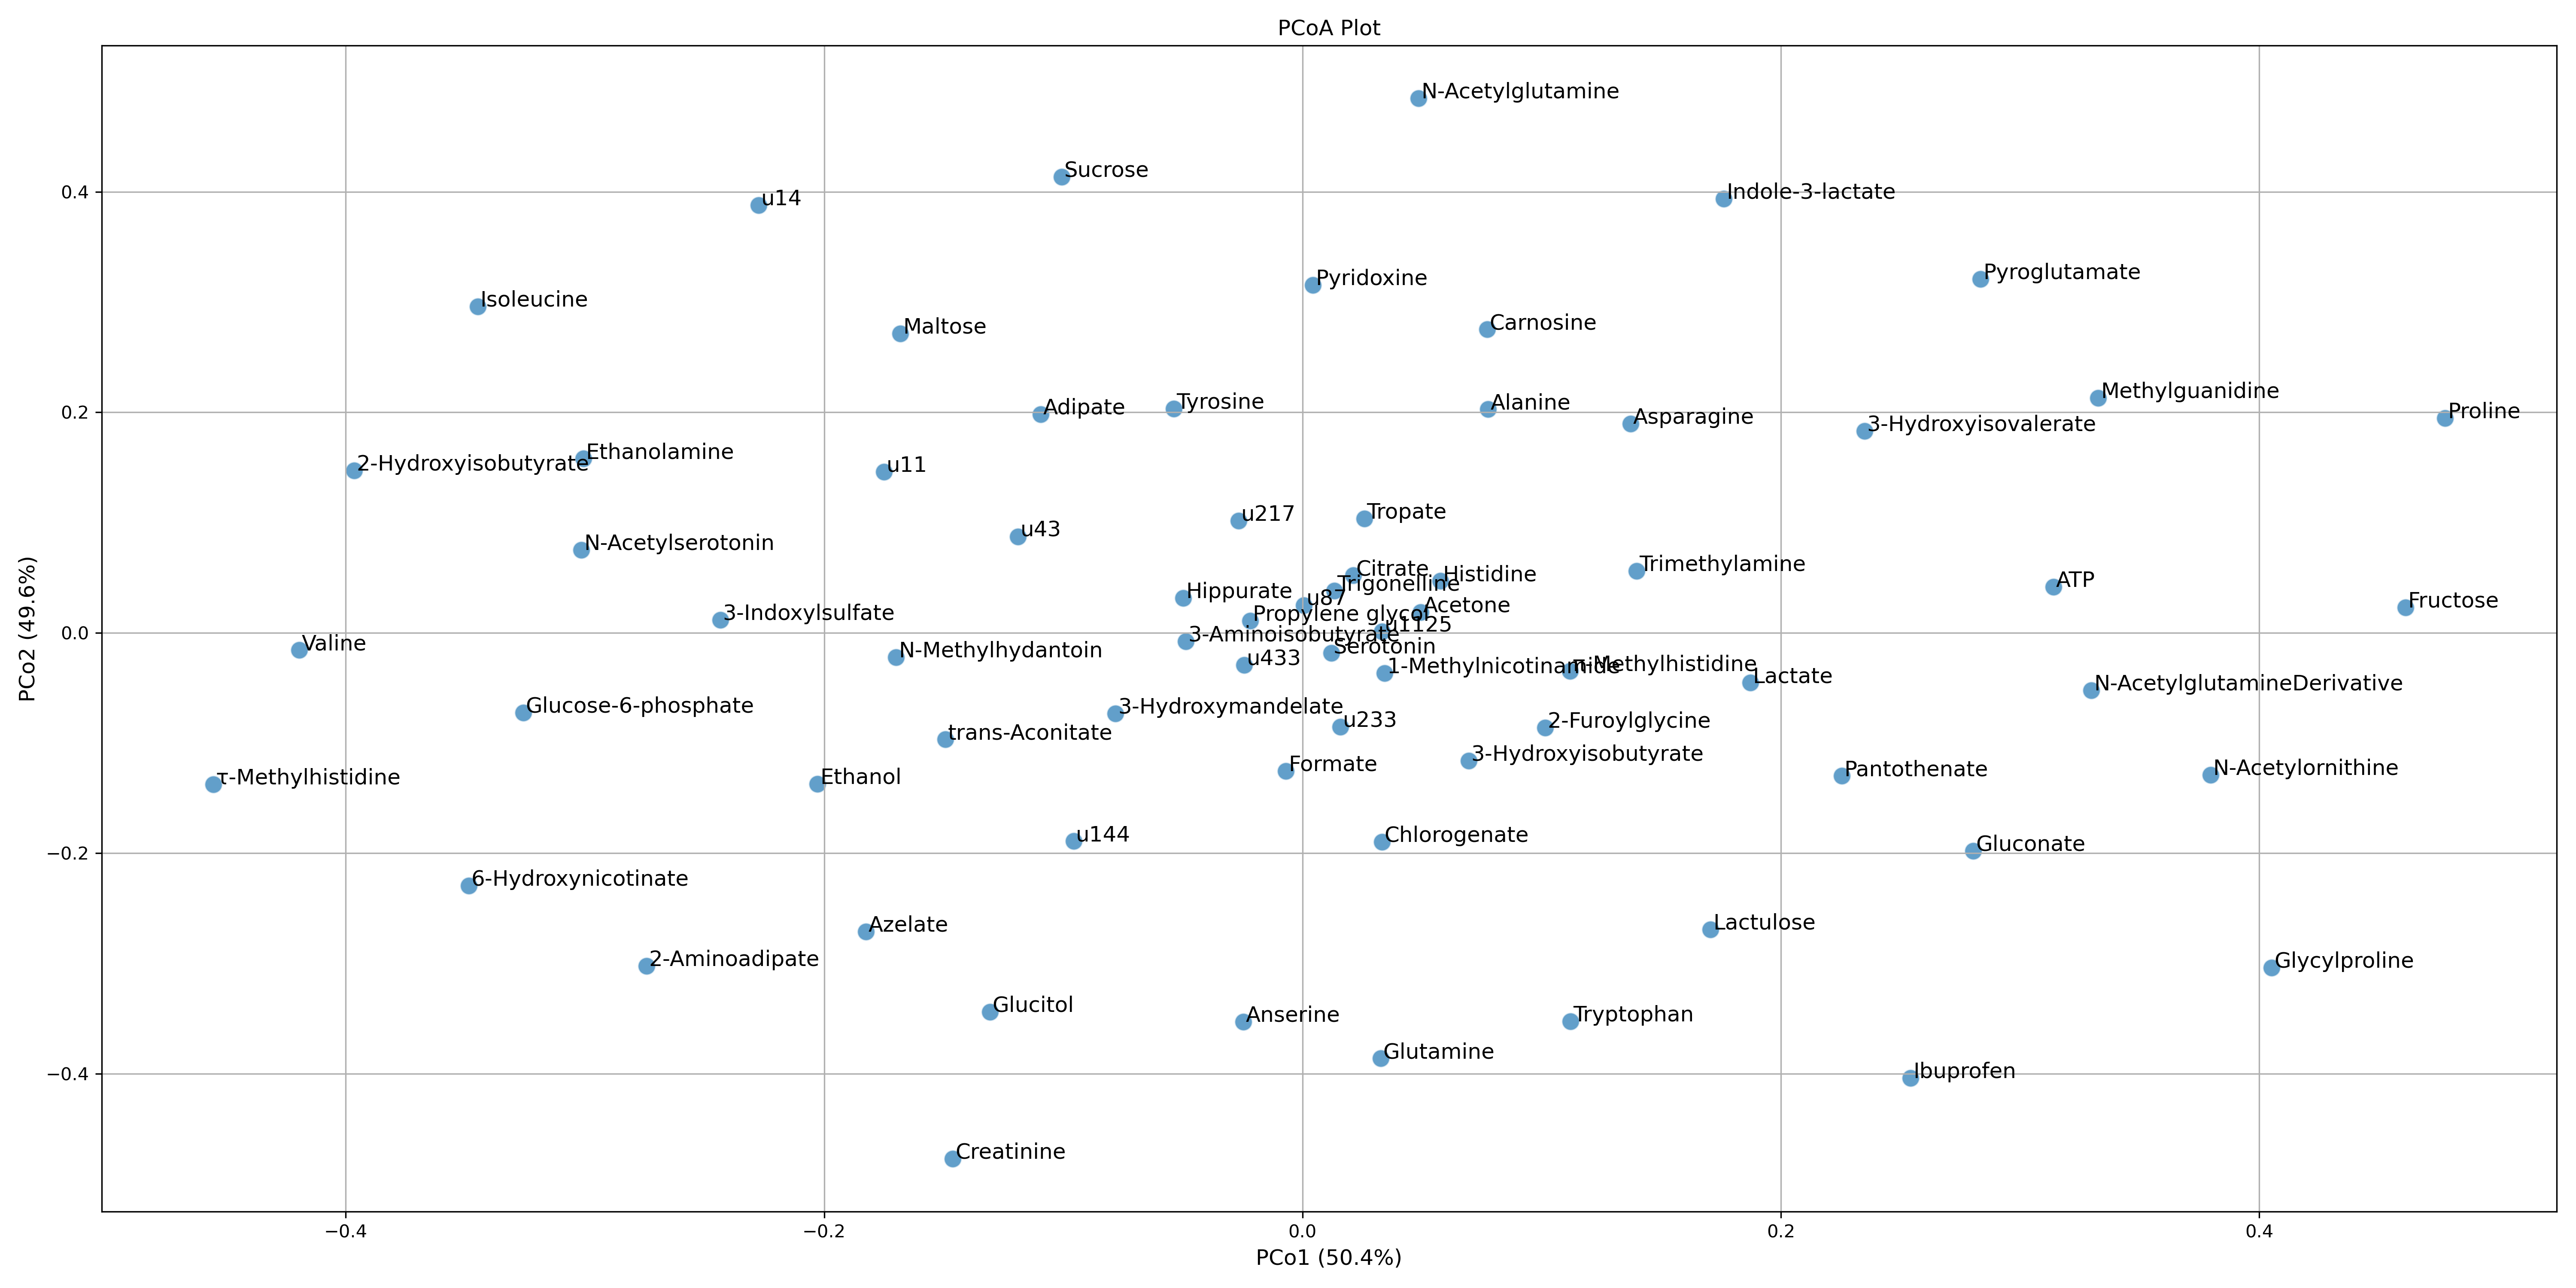 PCoA Plot
N-Acetylglutamine
Sucrose
Indole-3-lactate
u14
Pyroglutamate
Pyridoxine
Isoleucine
Carnosine
Maltose
Methylguanidine
Tyrosine
Alanine
Adipate
Proline
Asparagine
3-Hydroxyisovalerate
Ethanolamine
2-Hydroxyisobutyrate
u11
Tropate
u217
u43
N-Acetylserotonin
Trimethylamine
Citrate
Histidine
ATP
Trigonelline
Hippurate
u87
Fructose
Acetone
3-Indoxylsulfate
Propylene glycol
u1125
3-Aminoisobutyrate
Valine
Serotonin
N-Methylhydantoin
u433
π-Methylhistidine
1-Methylnicotinamide
Lactate
N-AcetylglutamineDerivative
Glucose-6-phosphate
3-Hydroxymandelate
u233
2-Furoylglycine
trans-Aconitate
3-Hydroxyisobutyrate
Formate
Pantothenate
N-Acetylornithine
τ-Methylhistidine
Ethanol
u144
Chlorogenate
Gluconate
6-Hydroxynicotinate
Lactulose
Azelate
2-Aminoadipate
Glycylproline
Glucitol
Anserine
Tryptophan
Glutamine
Ibuprofen
Creatinine
0.4
0.2
0.0
−0.2
−0.4
PCo2 (49.6%)
−0.4
−0.2
0.0
0.2
0.4
PCo1 (50.4%)